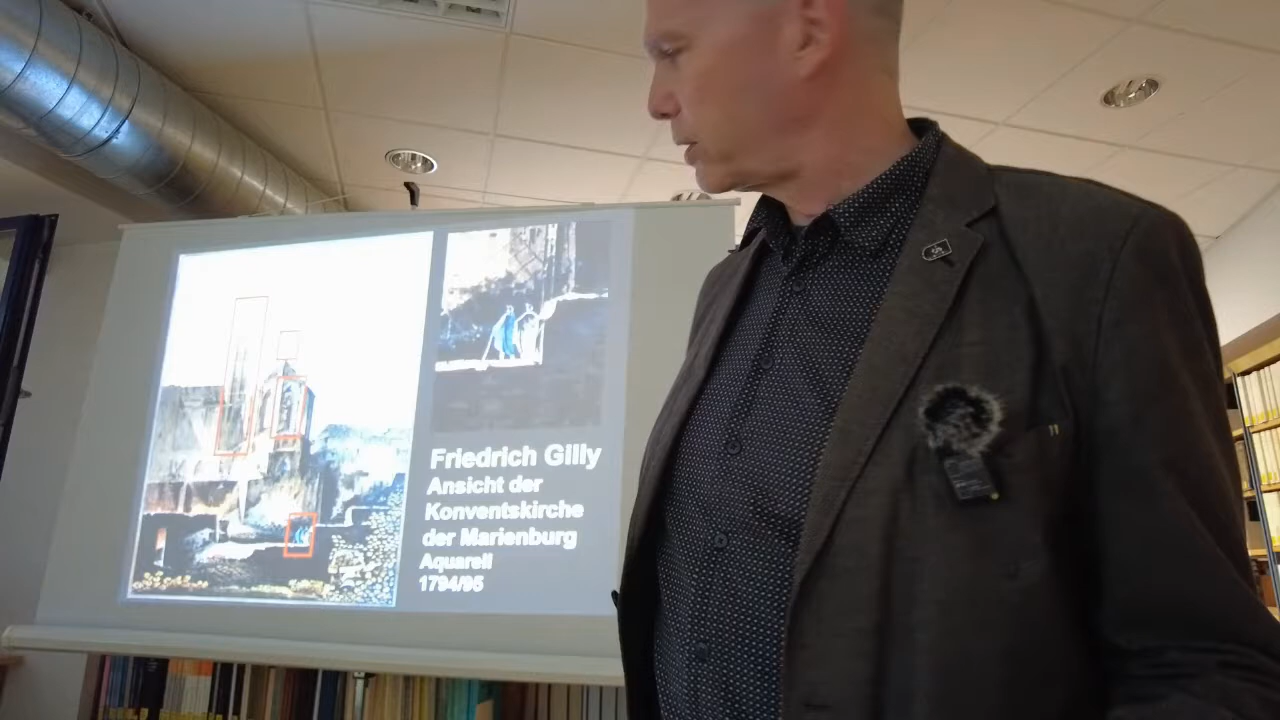 Friedrich Gilly
Ansicht der
Konventskirche
der Marienburg
Aquarell
1794/95